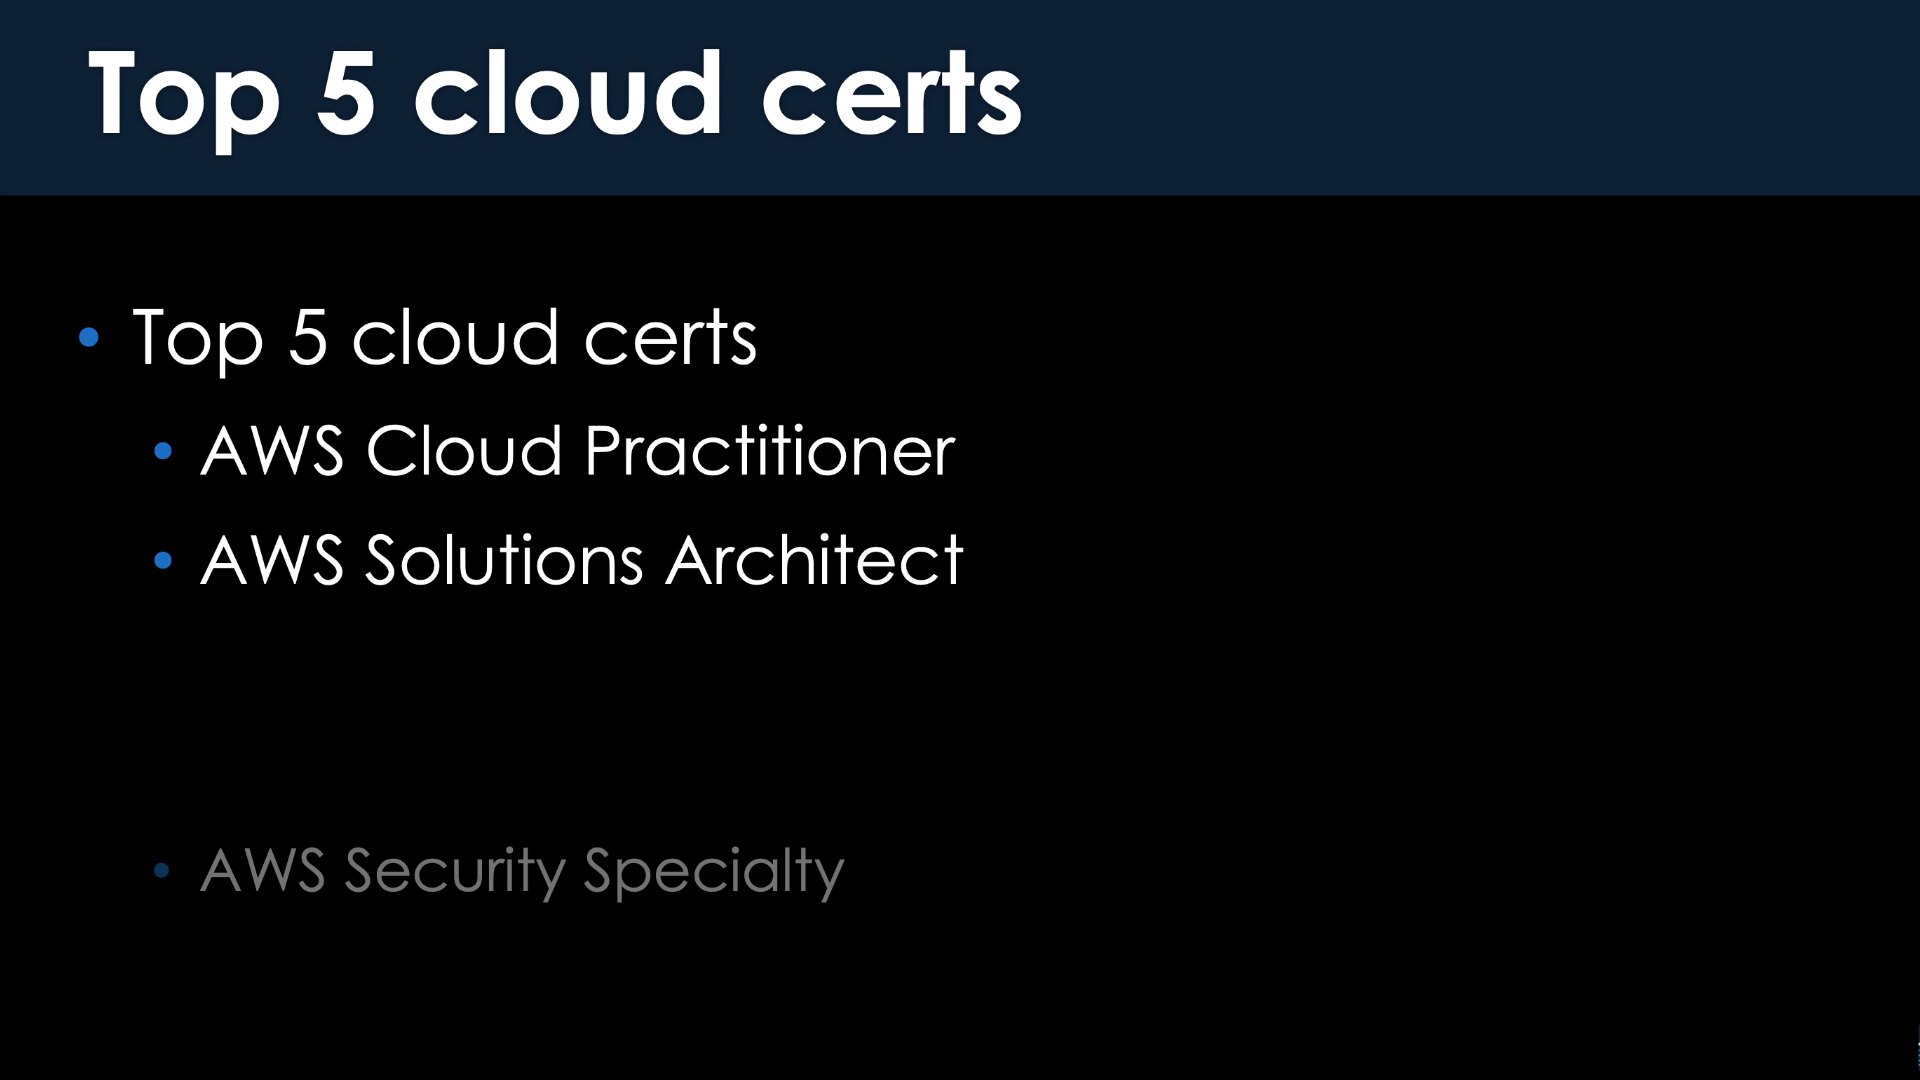 Top 5 cloud certs
• Top 5 cloud certs
• AWS Cloud Practitioner
• AWS Solutions Architect
• AWS Security Specialty